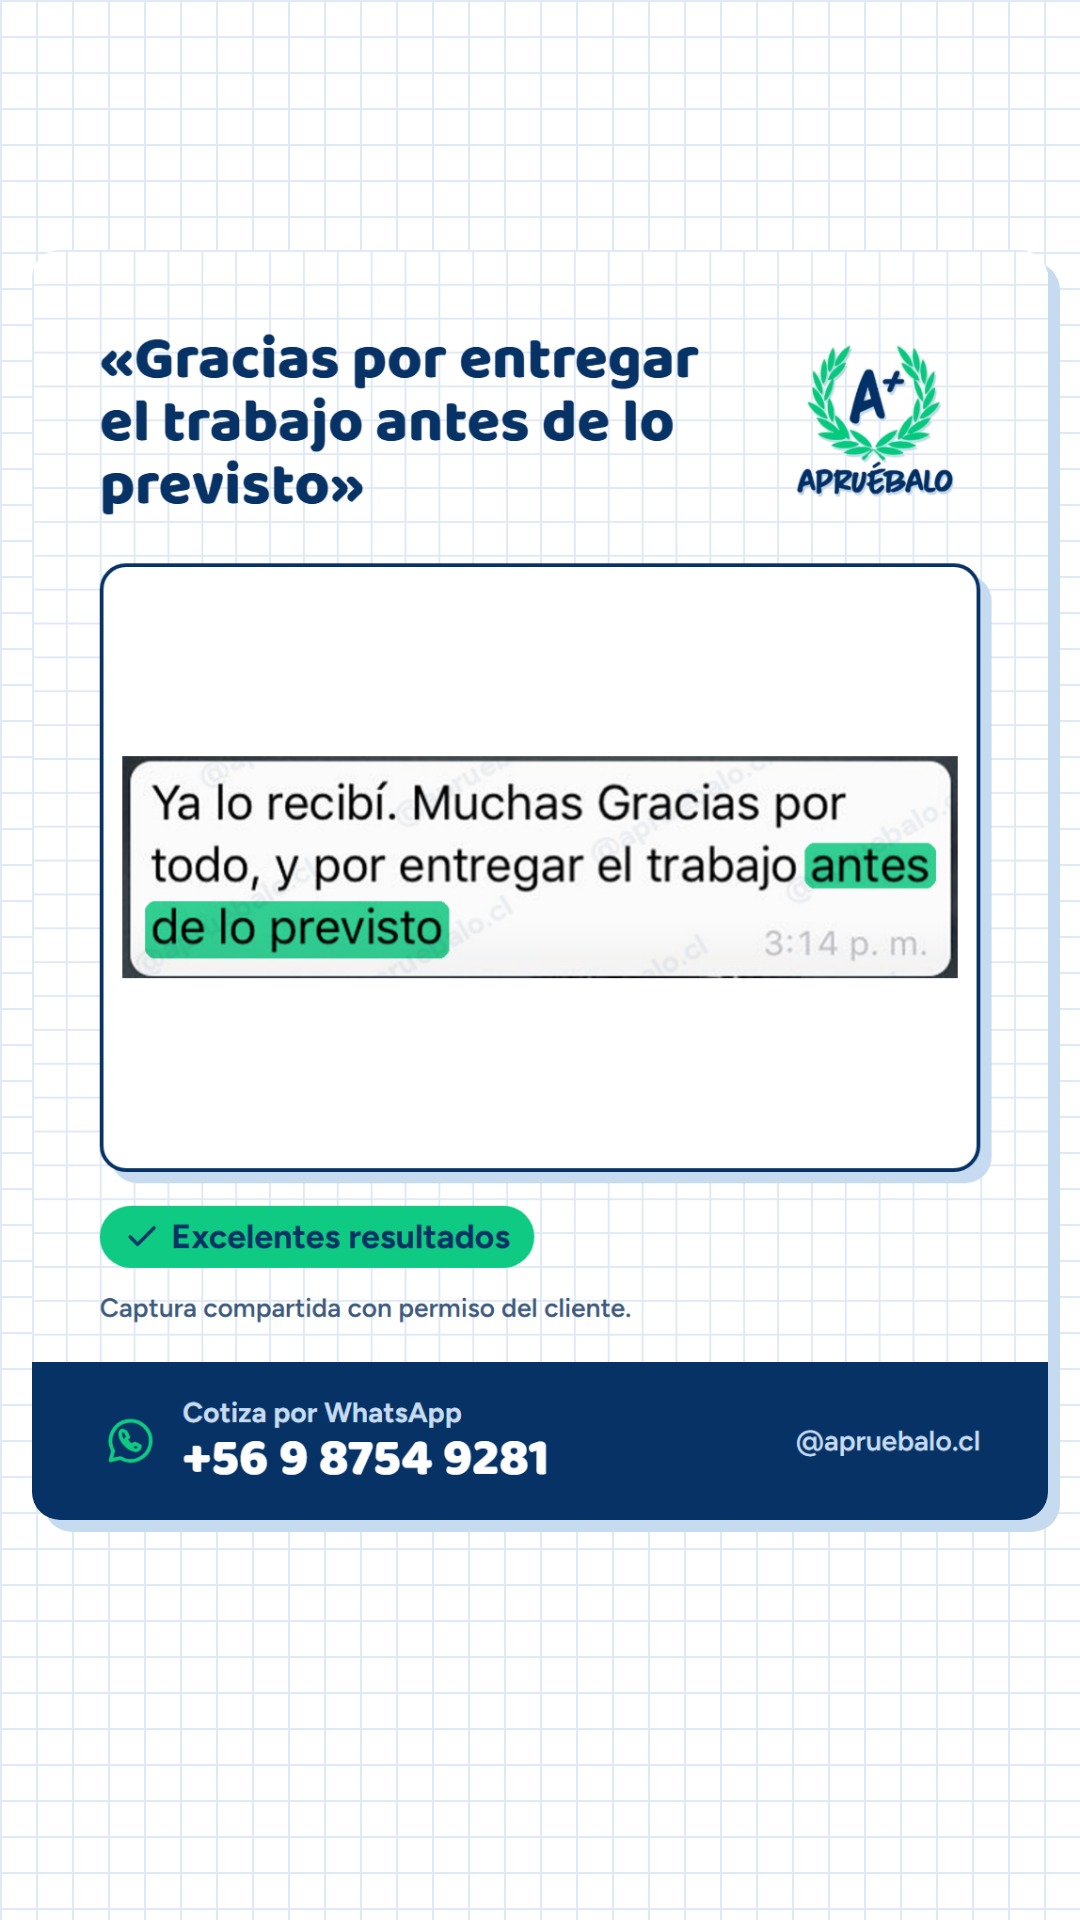 «Gracias por entregar
el trabajo antes de lo
previsto»
A+
APRUÉBALO
Ya lo recibí. Muchas Gracias por
todo, y por entregar el trabajo antes
de lo previsto
3:14 p. m.
Excelentes resultados
Captura compartida con permiso del cliente.
Cotiza por WhatsApp
+56 9 8754 9281
@apruebalo.cl